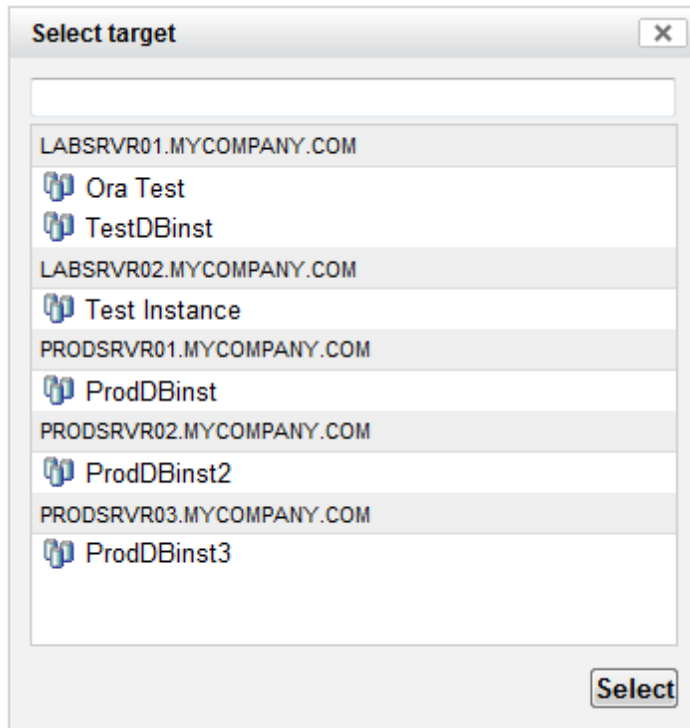 Select target
LABSRVR01.MYCOMPANY.COM
Ora Test
TestDBinst
LABSRVR02.MYCOMPANY.COM
Test Instance
PRODSRVR01.MYCOMPANY.COM
ProdDBinst
PRODSRVR02.MYCOMPANY.COM
ProdDBinst2
PRODSRVR03.MYCOMPANY.COM
ProdDBinst3
Select